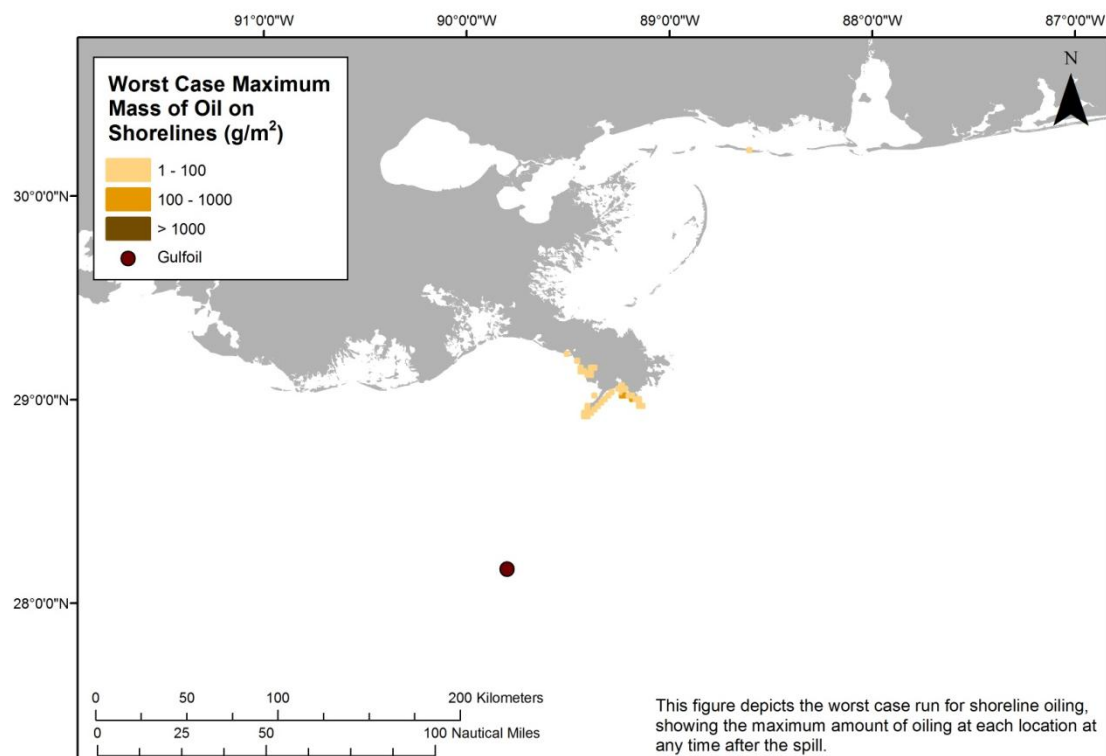 91°0'0"W 90°0'0"W 89°0'0"W 88°0'0"W 87°0'0"W
N
Worst Case Maximum
Mass of Oil on
Shorelines (g/m²)
1 - 100
100 - 1000
> 1000
Gulfoil
30°0'0"N
29°0'0"N
28°0'0"N
0 50 100 200 Kilometers
0 25 50 100 Nautical Miles
This figure depicts the worst case run for shoreline oiling,
showing the maximum amount of oiling at each location at
any time after the spill.